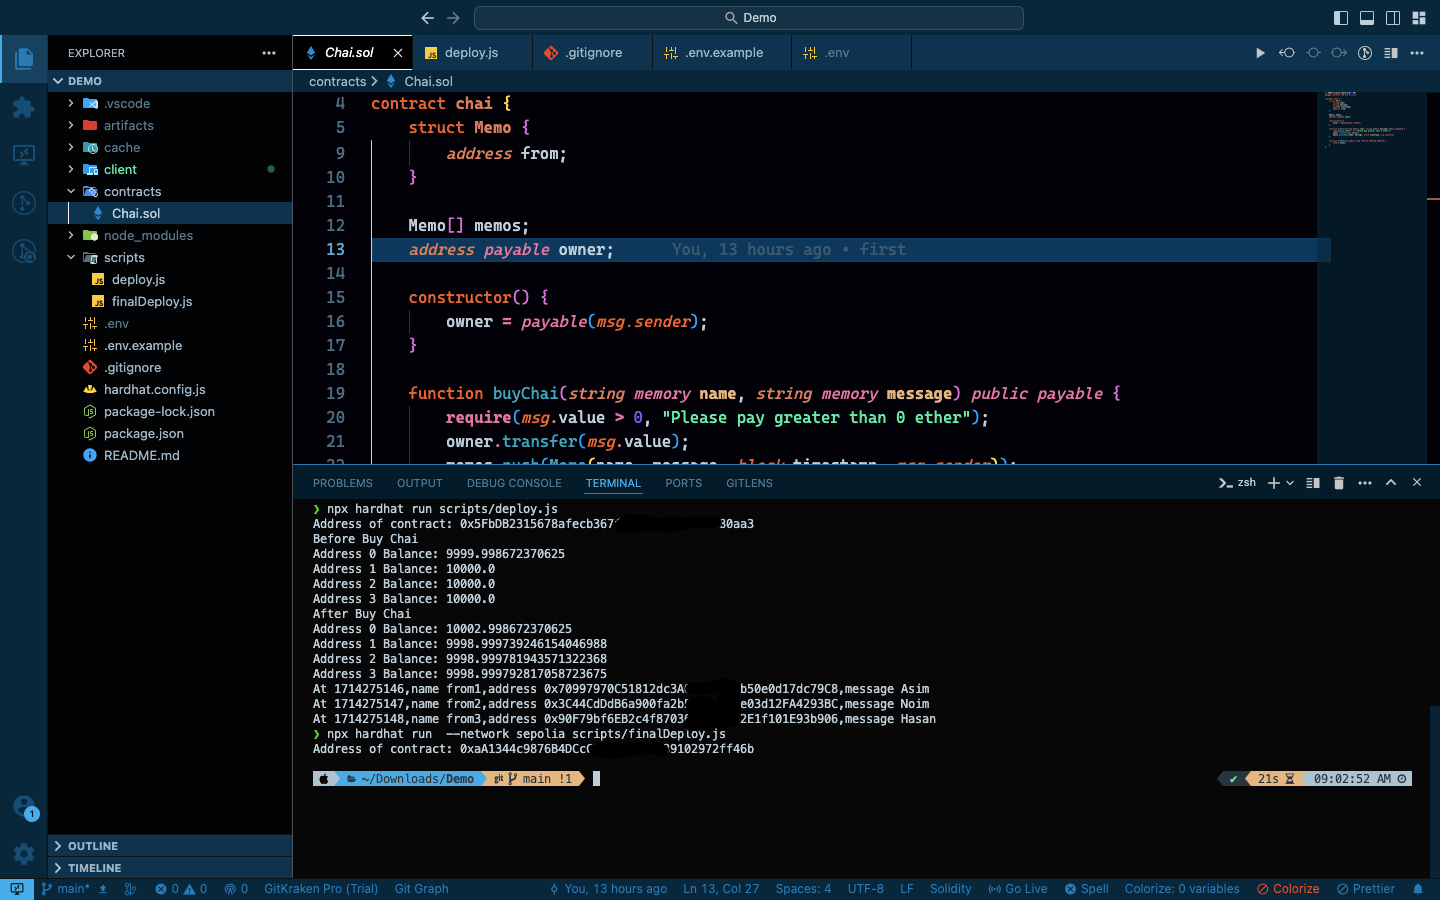 Demo
EXPLORER
DEMO
.vscode
artifacts
cache
client
contracts
Chai.sol
node_modules
scripts
deploy.js
finalDeploy.js
.env
.env.example
.gitignore
hardhat.config.js
package-lock.json
package.json
README.md
OUTLINE
TIMELINE
Chai.sol
deploy.js
.gitignore
.env.example
.env
contracts > Chai.sol
4 contract chai {
5 struct Memo {
9 address from;
10 }
11
12 Memo[] memos;
13 address payable owner; You, 13 hours ago • first
14
15 constructor() {
16 owner = payable(msg.sender);
17 }
18
19 function buyChai(string memory name, string memory message) public payable {
20 require(msg.value > 0, "Please pay greater than 0 ether");
21 owner.transfer(msg.value);
22 memos.push(Memo(name, message, block.timestamp, msg.sender));
PROBLEMS OUTPUT DEBUG CONSOLE TERMINAL PORTS GITLENS
zsh
❯ npx hardhat run scripts/deploy.js
Address of contract: 0x5FbDB2315678afecb367 30aa3
Before Buy Chai
Address 0 Balance: 9999.998672370625
Address 1 Balance: 10000.0
Address 2 Balance: 10000.0
Address 3 Balance: 10000.0
After Buy Chai
Address 0 Balance: 10002.998672370625
Address 1 Balance: 9998.999739246154046988
Address 2 Balance: 9998.999781943571322368
Address 3 Balance: 9998.999792817058723675
At 1714275146,name from1,address 0x70997970C51812dc3A b50e0d17dc79C8,message Asim
At 1714275147,name from2,address 0x3C44CdDdB6a900fa2b e03d12FA4293BC,message Noim
At 1714275148,name from3,address 0x90F79bf6EB2c4f8703 2E1f101E93b906,message Hasan
❯ npx hardhat run  --network sepolia scripts/finalDeploy.js
Address of contract: 0xaA1344c9876B4DCc 9102972ff46b
~/Downloads/Demo git main !1
✔ 21s 09:02:52 AM
1
main* 0 0 0 GitKraken Pro (Trial) Git Graph You, 13 hours ago Ln 13, Col 27 Spaces: 4 UTF-8 LF Solidity Go Live Spell Colorize: 0 variables Colorize Prettier